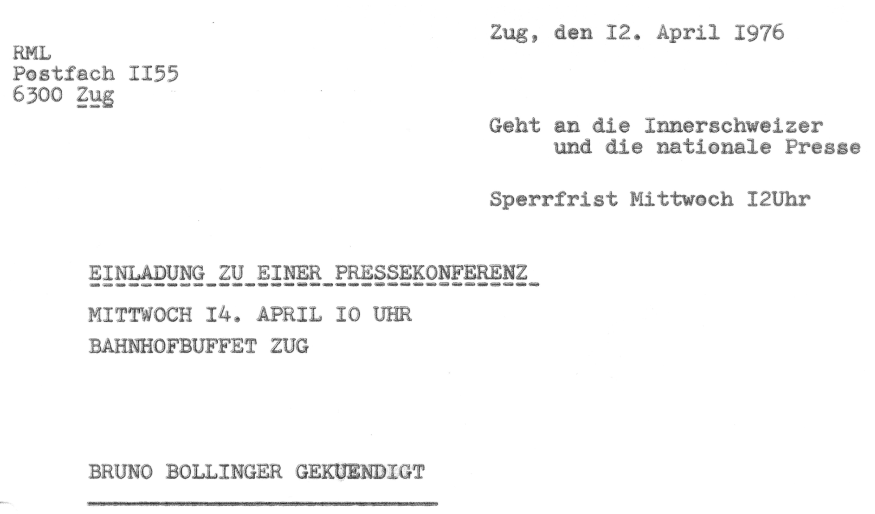 Zug, den I2. April I976
RML
Postfach II55
6300 Zug
Geht an die Innerschweizer
und die nationale Presse
Sperrfrist Mittwoch I2Uhr
EINLADUNG ZU EINER PRESSEKONFERENZ
MITTWOCH I4. APRIL IO UHR
BAHNHOFBUFFET ZUG
BRUNO BOLLINGER GEKUENDIGT